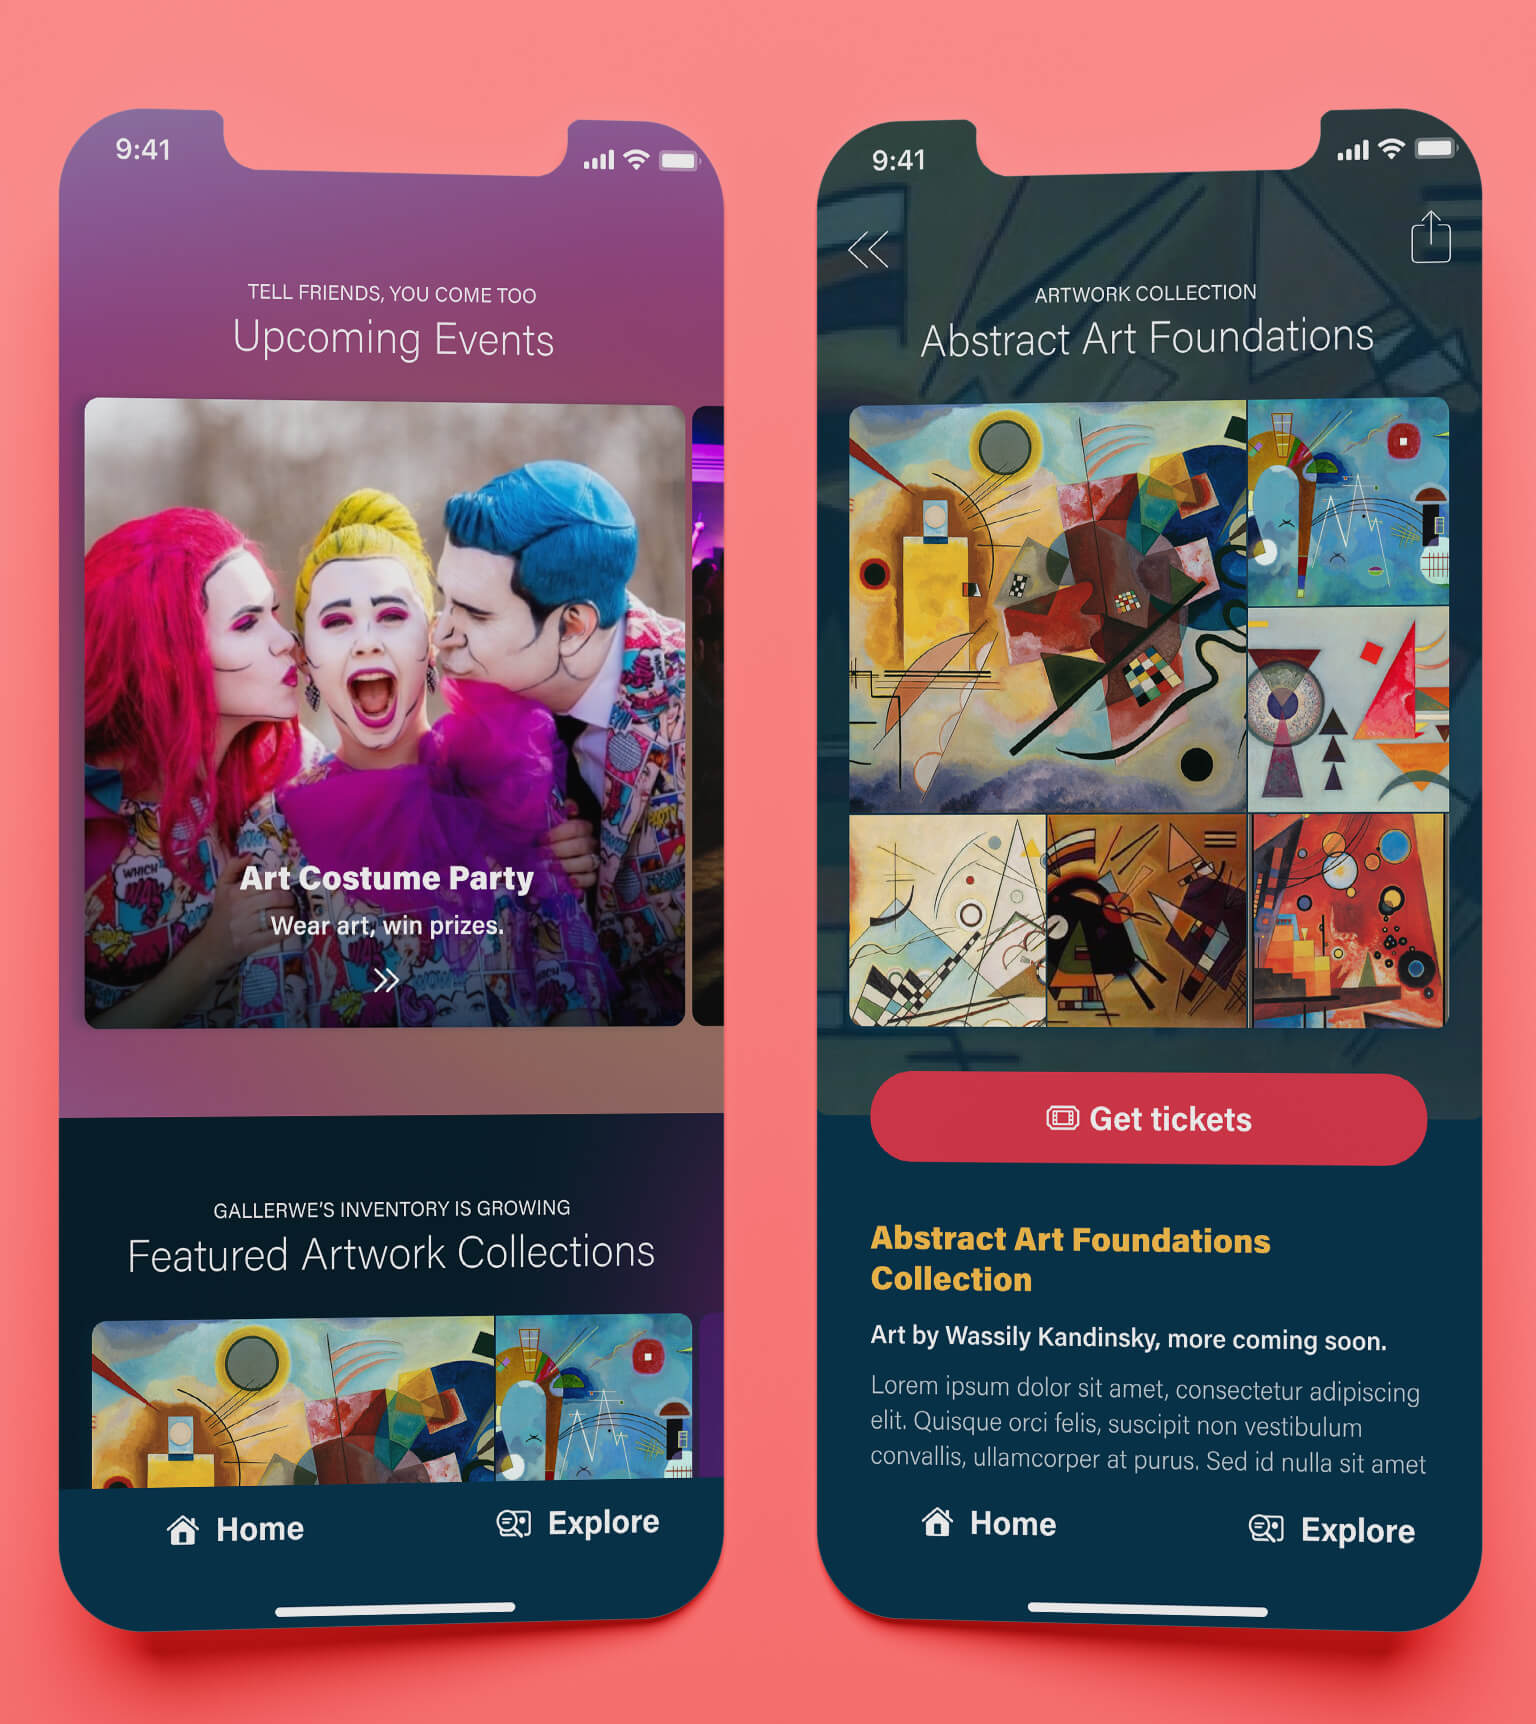 9:41
TELL FRIENDS, YOU COME TOO
Upcoming Events
WHICH
Art Costume Party
Wear art, win prizes.
GALLERWE'S INVENTORY IS GROWING
Featured Artwork Collections
Home
Explore
9:41
ARTWORK COLLECTION
Abstract Art Foundations
Get tickets
Abstract Art Foundations
Collection
Art by Wassily Kandinsky, more coming soon.
Lorem ipsum dolor sit amet, consectetur adipiscing
elit. Quisque orci felis, suscipit non vestibulum
convallis, ullamcorper at purus. Sed id nulla sit amet
Home
Explore